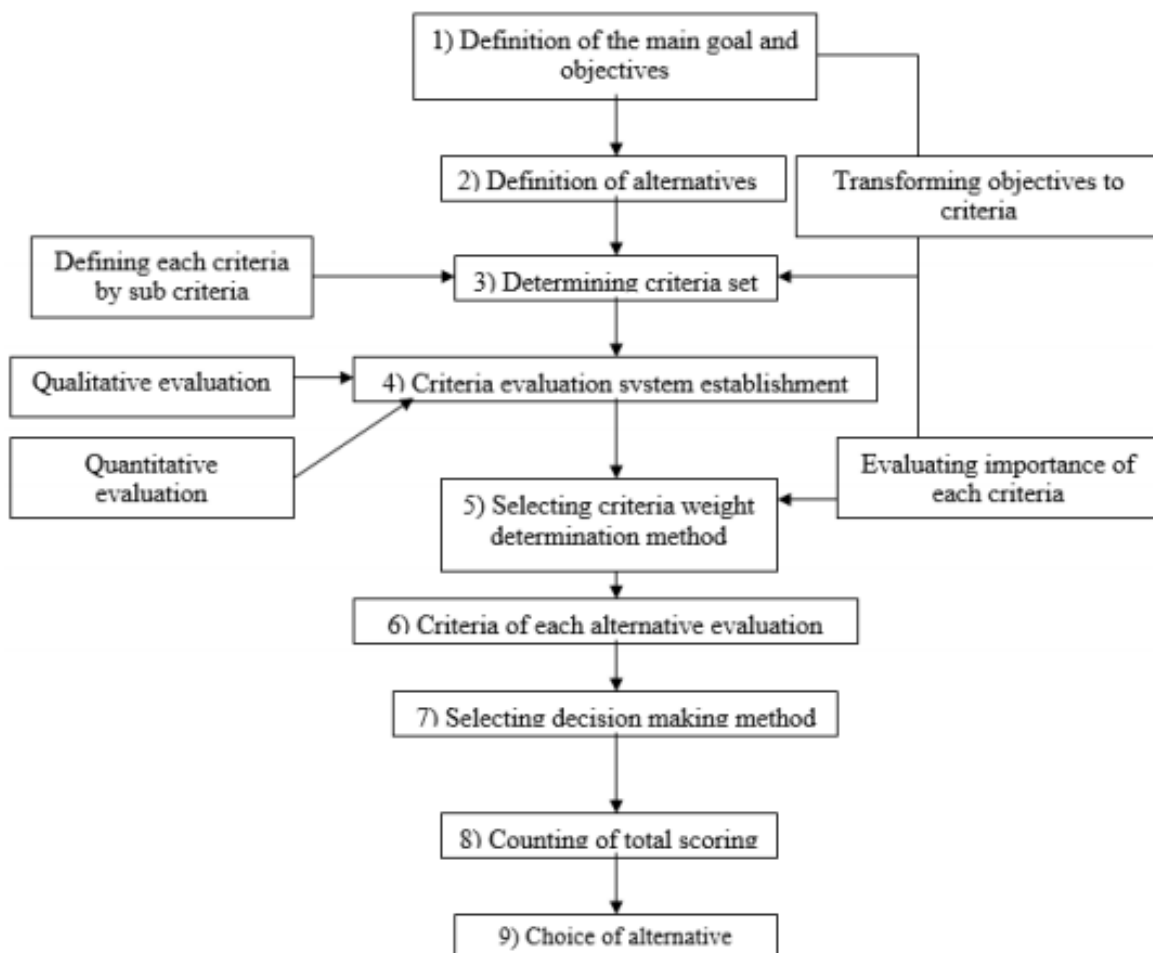 1) Definition of the main goal and
objectives
2) Definition of alternatives
Transforming objectives to
criteria
Defining each criteria
by sub criteria
3) Determining criteria set
Qualitative evaluation
4) Criteria evaluation system establishment
Quantitative
evaluation
Evaluating importance of
each criteria
5) Selecting criteria weight
determination method
6) Criteria of each alternative evaluation
7) Selecting decision making method
8) Counting of total scoring
9) Choice of alternative